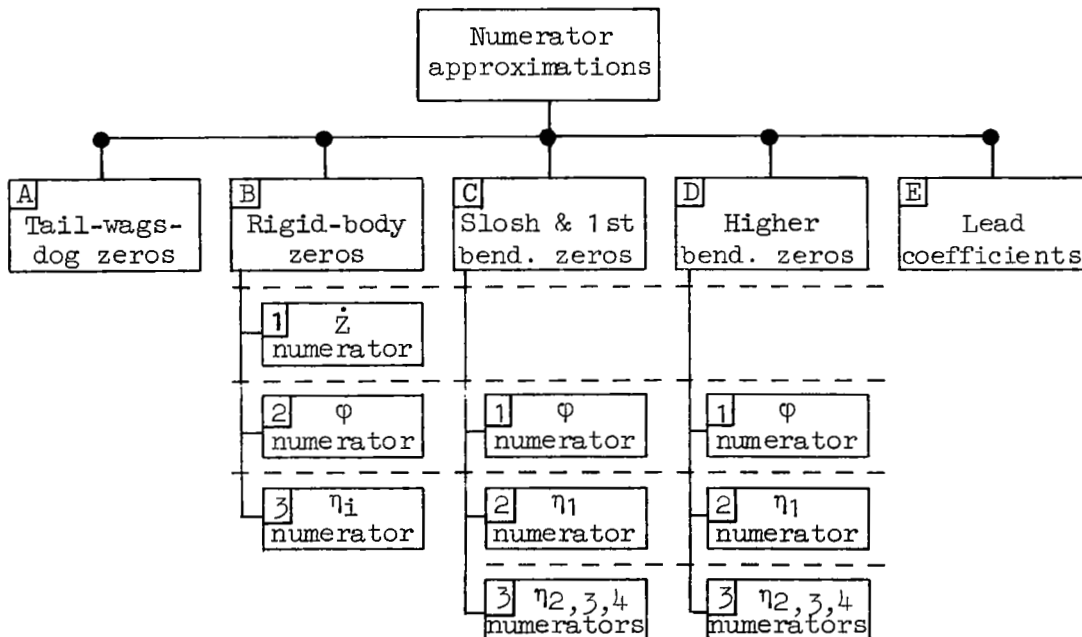 Numerator
approximations
A
Tail-wags-
dog zeros
B
Rigid-body
zeros
C
Slosh & 1st
bend. zeros
D
Higher
bend. zeros
E
Lead
coefficients
1 ż
numerator
2 φ
numerator
3 ηi
numerator
1 φ
numerator
2 η1
numerator
3 η2,3,4
numerators
1 φ
numerator
2 η1
numerator
3 η2,3,4
numerators